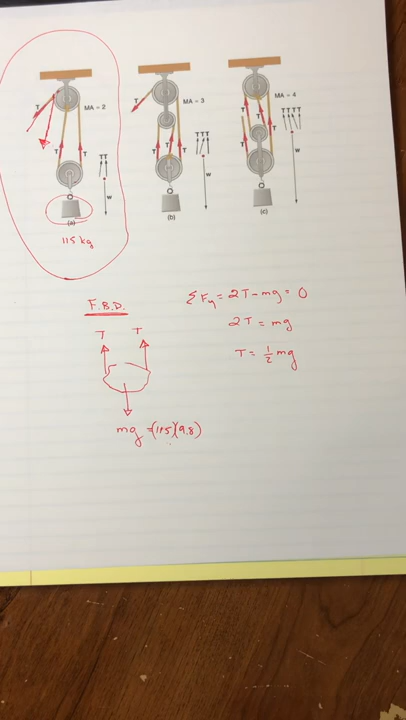 MA = 2
MA = 3
MA = 4
T
T
T T
T T
W
T
T T T
T T T
W
T
T T T
T T T T
W
(a)
(b)
(c)
115 kg
F.B.D.
T T
mg = (115)(9.8)
ΣFy = 2T - mg = 0
2T = mg
T = 1/2 mg